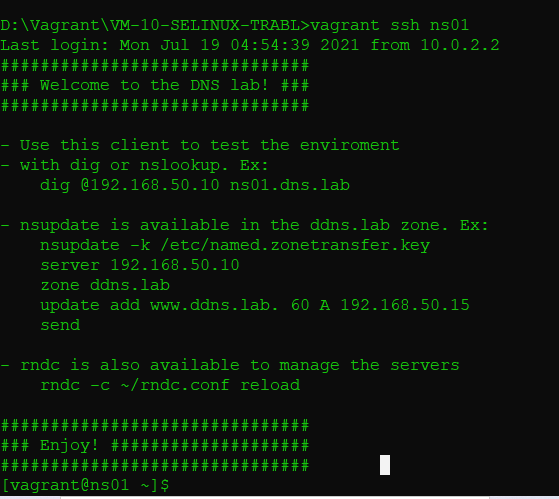 D:\Vagrant\VM-10-SELINUX-TRABL>vagrant ssh ns01
Last login: Mon Jul 19 04:54:39 2021 from 10.0.2.2
###############################
### Welcome to the DNS lab! ###
###############################
- Use this client to test the enviroment
- with dig or nslookup. Ex:
dig @192.168.50.10 ns01.dns.lab
- nsupdate is available in the ddns.lab zone. Ex:
nsupdate -k /etc/named.zonetransfer.key
server 192.168.50.10
zone ddns.lab
update add www.ddns.lab. 60 A 192.168.50.15
send
- rndc is also available to manage the servers
rndc -c ~/rndc.conf reload
###############################
### Enjoy! ####################
###############################
[vagrant@ns01 ~]$